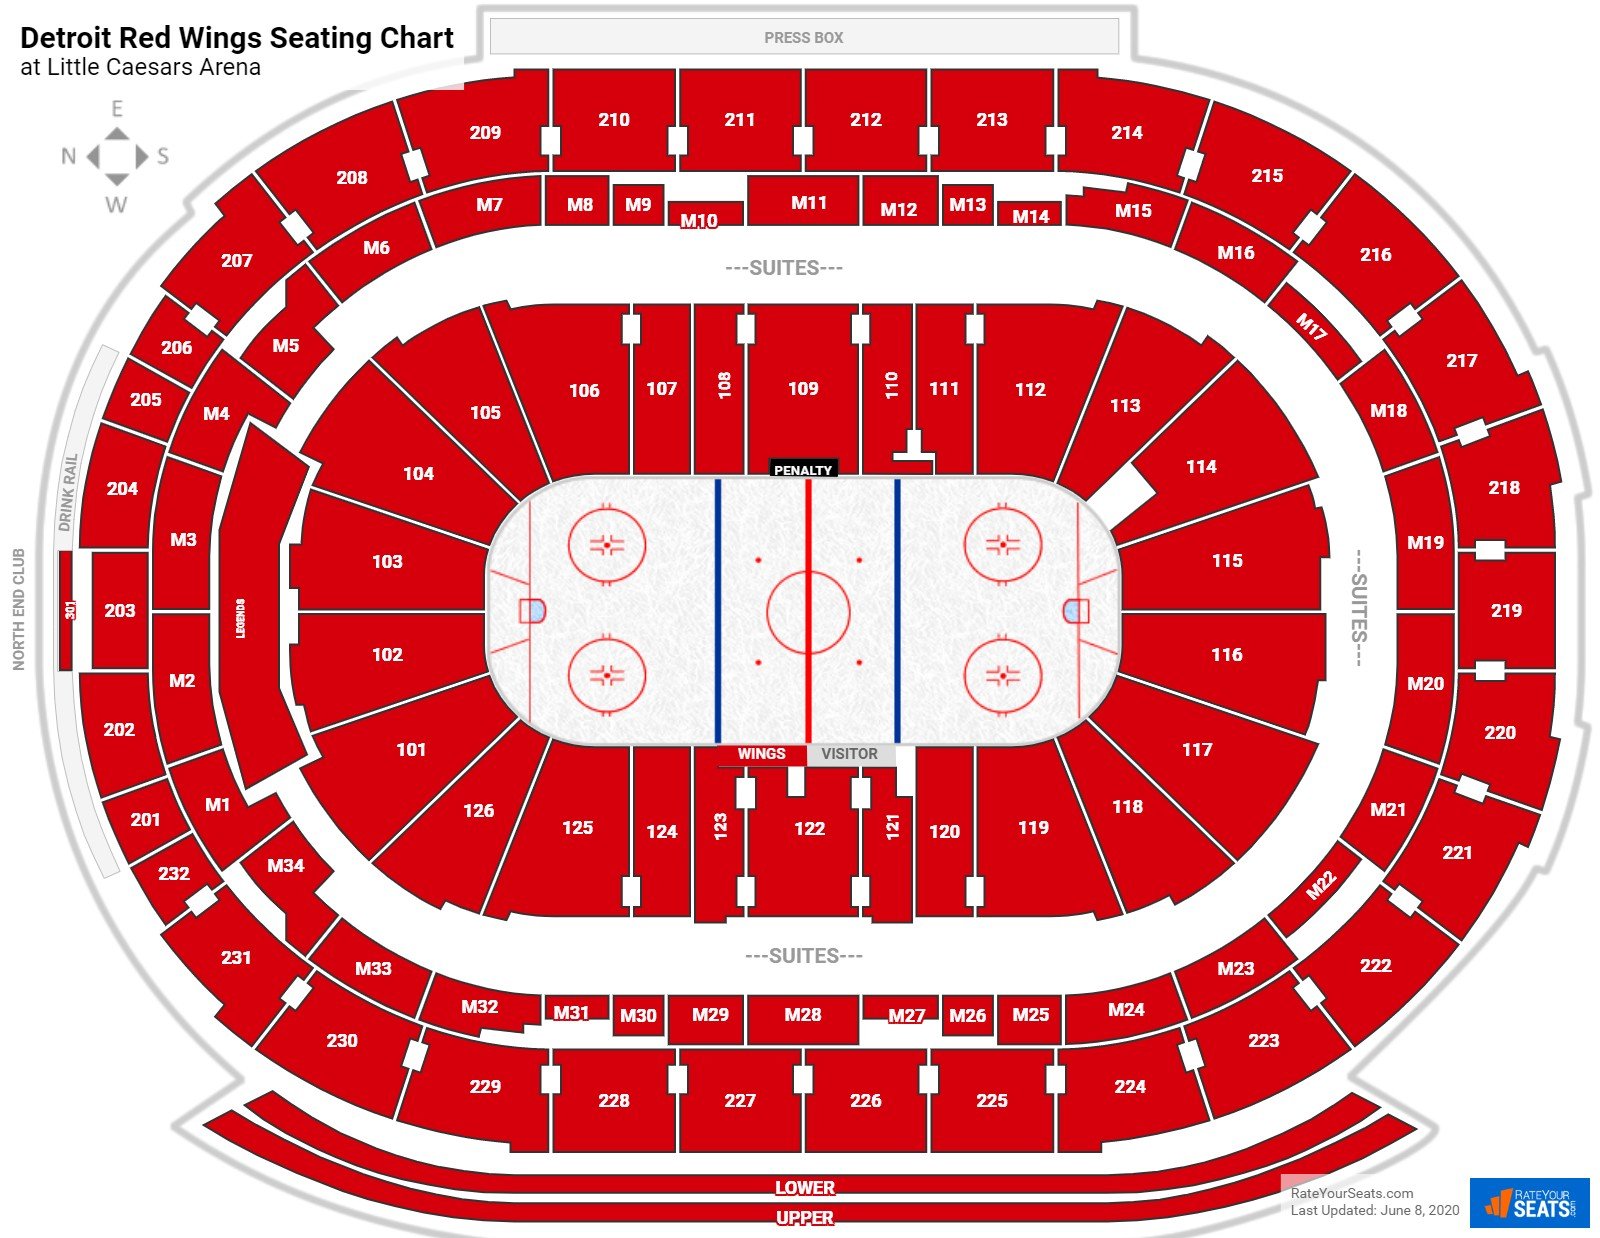 Detroit Red Wings Seating Chart
at Little Caesars Arena
PRESS BOX
E
N S
W
209 210 211 212 213 214
208 215
207 216
206 217
205 218
204 219
203 220
202 221
201 222
232 223
231 224
230 225
229 228 227 226
M7 M8 M9 M10 M11 M12 M13 M14 M15
M6 M16
M5 M17
M4 M18
M3 M19
M2 M20
M1 M21
M34 M22
M33 M23
M32 M31 M30 M29 M28 M27 M26 M25 M24
---SUITES---
---SUITES---
---SUITES---
DRINK RAIL
NORTH END CLUB
301
LEGENDS
106 107 108 109 110 111 112
105 113
104 114
103 115
102 116
101 117
126 118
125 124 123 122 121 120 119
PENALTY
WINGS VISITOR
LOWER
UPPER
RateYourSeats.com
Last Updated: June 8, 2020
RATEYOUR
SEATS.COM